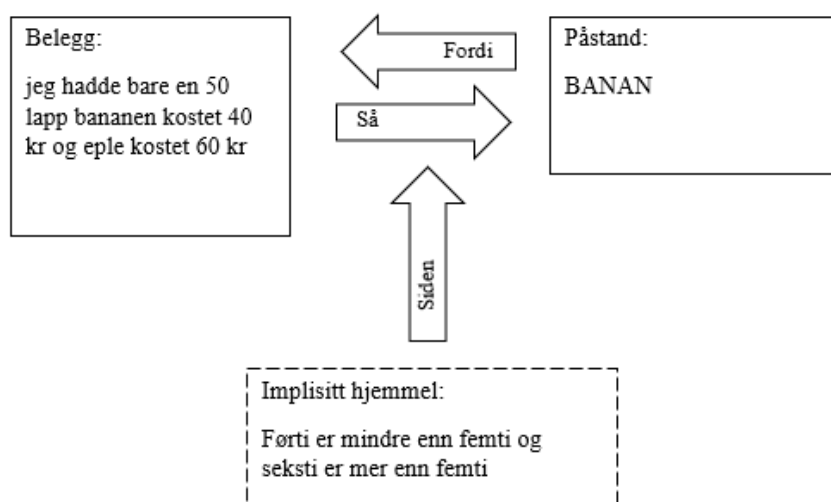 Belegg:
jeg hadde bare en 50
lapp bananen kostet 40
kr og eple kostet 60 kr
Fordi
Så
Påstand:
BANAN
Siden
Implisitt hjemmel:
Førti er mindre enn femti og
seksti er mer enn femti